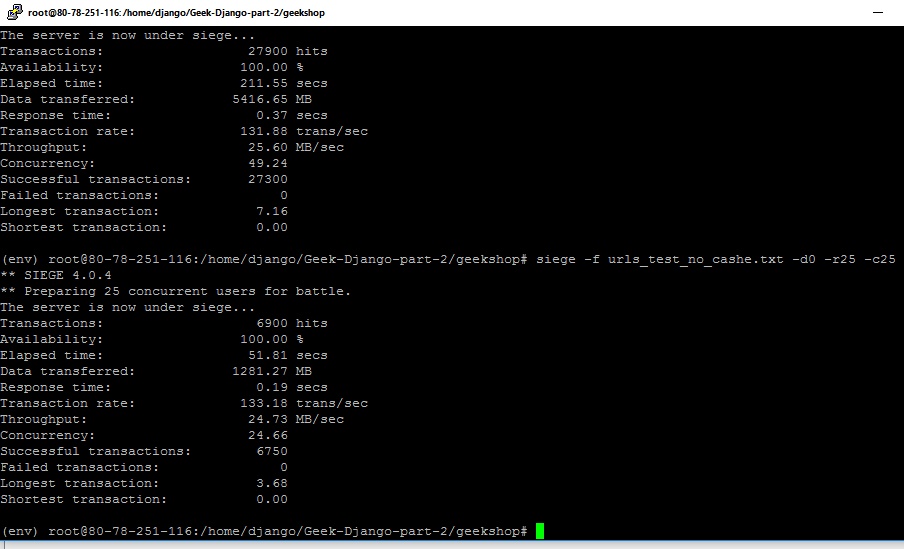 root@80-78-251-116: /home/django/Geek-Django-part-2/geekshop
The server is now under siege...
Transactions: 27900 hits
Availability: 100.00 %
Elapsed time: 211.55 secs
Data transferred: 5416.65 MB
Response time: 0.37 secs
Transaction rate: 131.88 trans/sec
Throughput: 25.60 MB/sec
Concurrency: 49.24
Successful transactions: 27300
Failed transactions: 0
Longest transaction: 7.16
Shortest transaction: 0.00
(env) root@80-78-251-116:/home/django/Geek-Django-part-2/geekshop# siege -f urls_test_no_cashe.txt -d0 -r25 -c25
** SIEGE 4.0.4
** Preparing 25 concurrent users for battle.
The server is now under siege...
Transactions: 6900 hits
Availability: 100.00 %
Elapsed time: 51.81 secs
Data transferred: 1281.27 MB
Response time: 0.19 secs
Transaction rate: 133.18 trans/sec
Throughput: 24.73 MB/sec
Concurrency: 24.66
Successful transactions: 6750
Failed transactions: 0
Longest transaction: 3.68
Shortest transaction: 0.00
(env) root@80-78-251-116:/home/django/Geek-Django-part-2/geekshop#